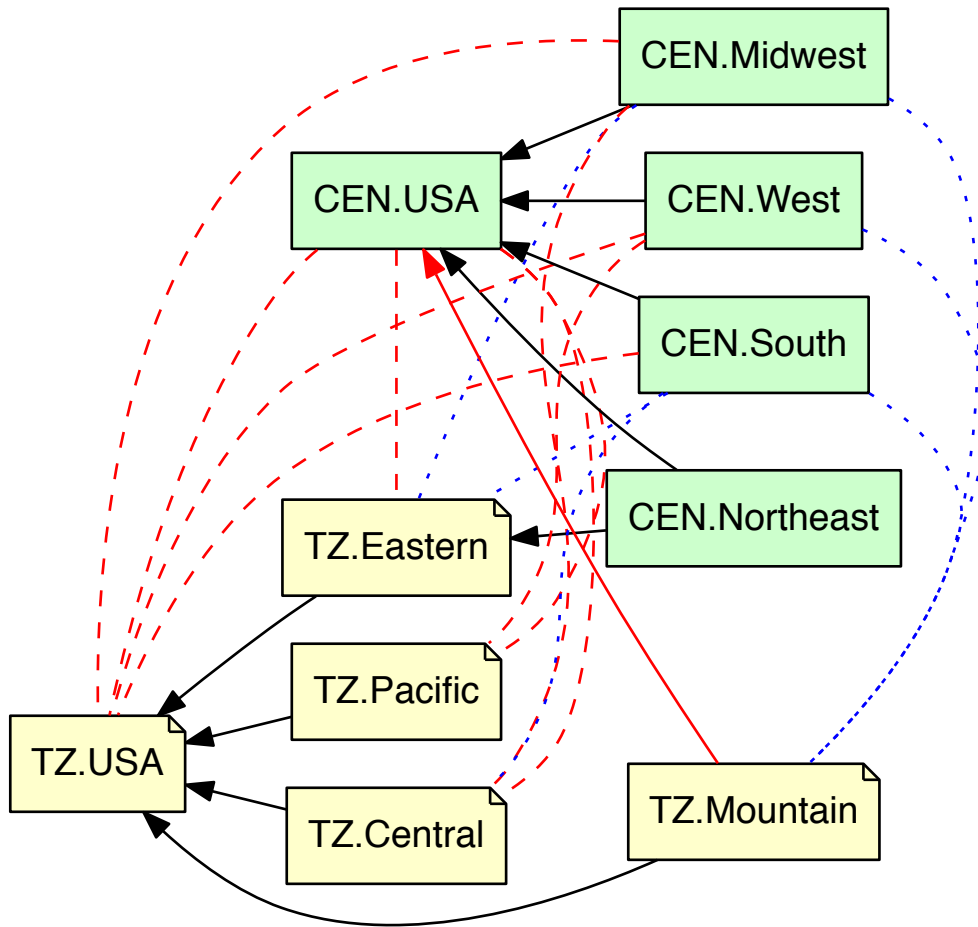 CEN.Midwest
CEN.USA
CEN.West
CEN.South
CEN.Northeast
TZ.Eastern
TZ.Pacific
TZ.USA
TZ.Central
TZ.Mountain